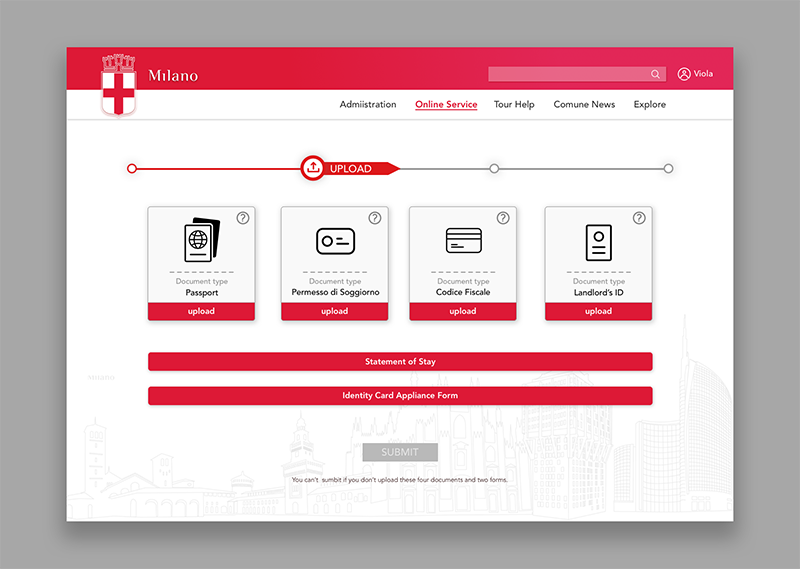 Milano
Viola
Admiistration Online Service Tour Help Comune News Explore
UPLOAD
Document type Document type Document type Document type
Passport Permesso di Soggiorno Codice Fiscale Landlord's ID
upload upload upload upload
Statement of Stay
MILANO
Identity Card Appliance Form
SUBMIT
You can't sumbit if you don't upload these four documents and two forms.